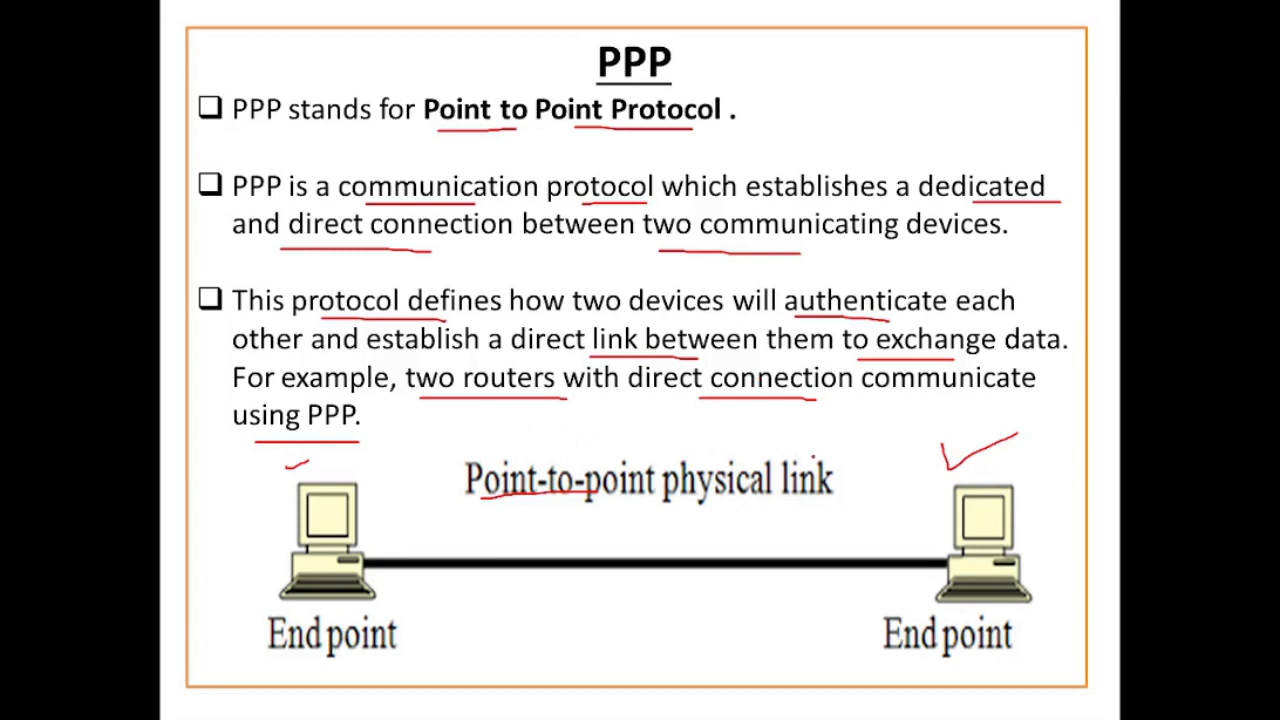 PPP
PPP stands for Point to Point Protocol .
PPP is a communication protocol which establishes a dedicated
and direct connection between two communicating devices.
This protocol defines how two devices will authenticate each
other and establish a direct link between them to exchange data.
For example, two routers with direct connection communicate
using PPP.
Point-to-point physical link
End point
End point